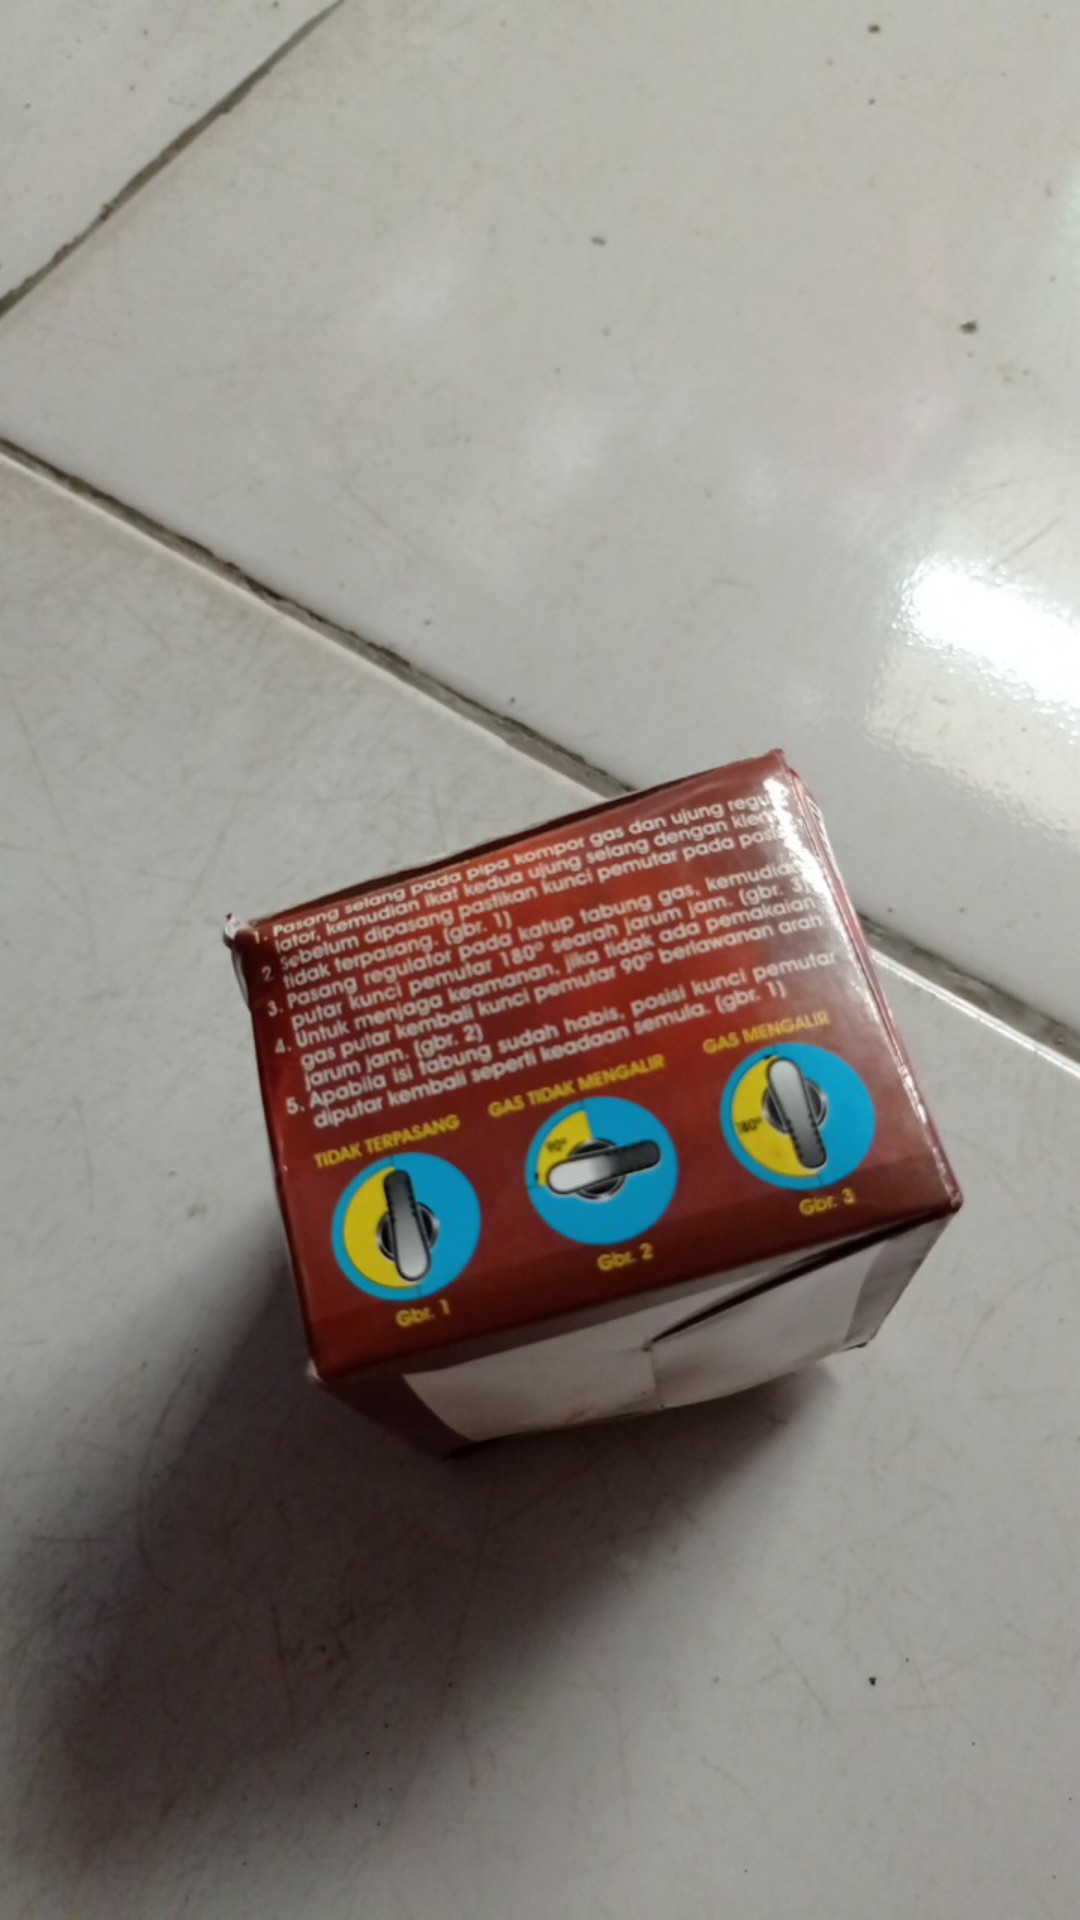 1. Pasang selang pada pipa kompor gas dan ujung regu
lator, kemudian ikat kedua ujung selang dengan
2. Sebelum dipasang pastikan kunci pemutar pada
tidak terpasang. (gbr. 1)
3. Pasang regulator pada katup tabung gas, kemudian
putar kunci pemutar 180° searah jarum jam. (gbr. 3)
4. Untuk menjaga keamanan, jika tidak ada pemakaian
gas putar kembali kunci pemutar 90° berlawanan arah
jarum jam. (gbr. 2)
5. Apabila isi tabung sudah habis, posisi kunci pemutar
diputar kembali seperti keadaan semula. (gbr. 1)
TIDAK TERPASANG GAS TIDAK MENGALIR GAS MENGALIR
90° 180°
Gbr. 1 Gbr. 2 Gbr. 3